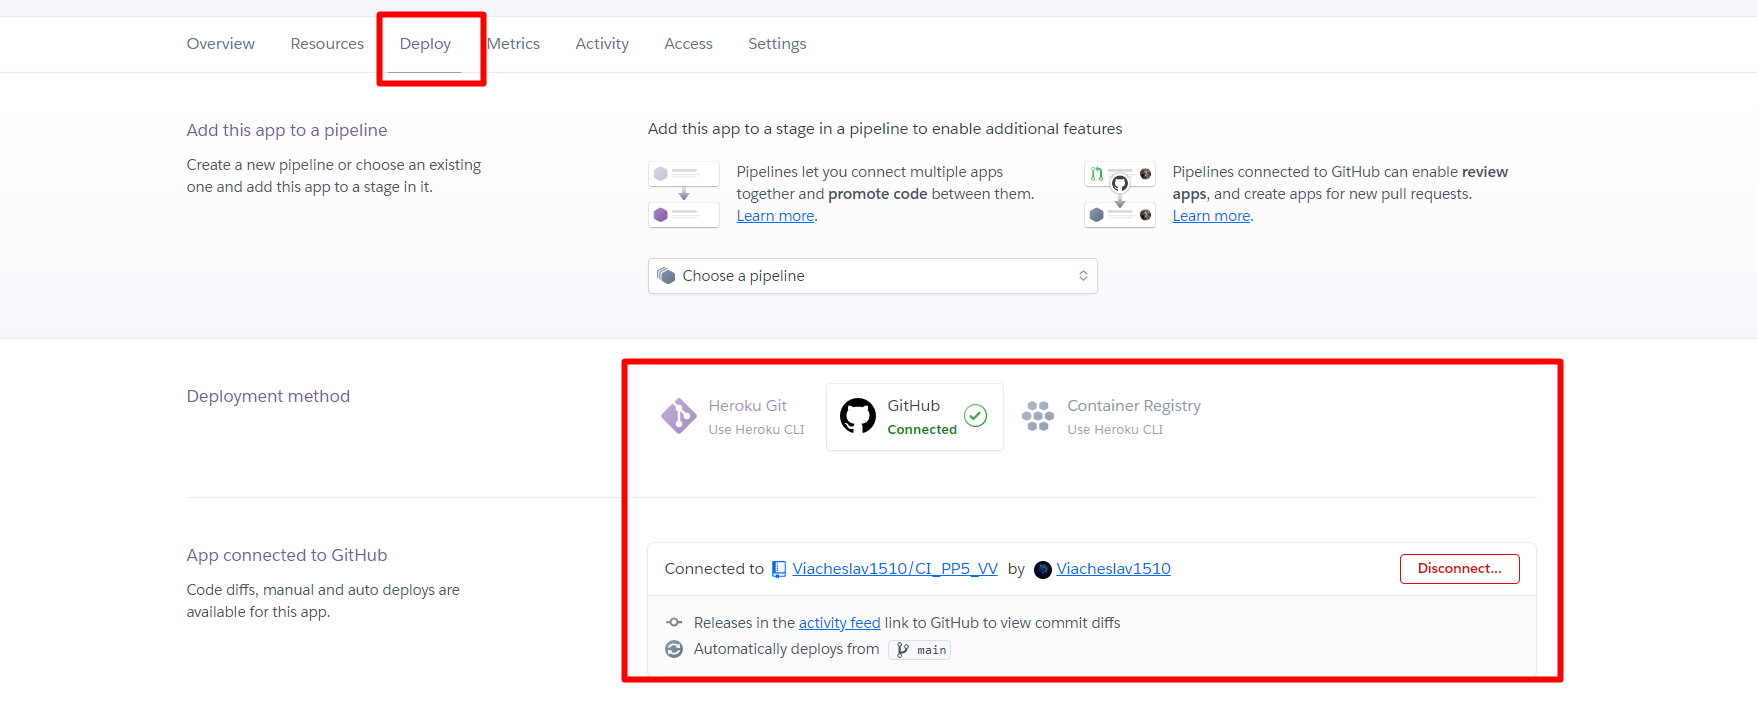 Overview Resources Deploy Metrics Activity Access Settings
Add this app to a pipeline
Create a new pipeline or choose an existing
one and add this app to a stage in it.
Add this app to a stage in a pipeline to enable additional features
Pipelines let you connect multiple apps
together and promote code between them.
Learn more.
Pipelines connected to GitHub can enable review
apps, and create apps for new pull requests.
Learn more.
Choose a pipeline
Deployment method
Heroku Git
Use Heroku CLI
GitHub
Connected
Container Registry
Use Heroku CLI
App connected to GitHub
Code diffs, manual and auto deploys are
available for this app.
Connected to Viacheslav1510/CI_PP5_VV by Viacheslav1510
Disconnect...
Releases in the activity feed link to GitHub to view commit diffs
Automatically deploys from main